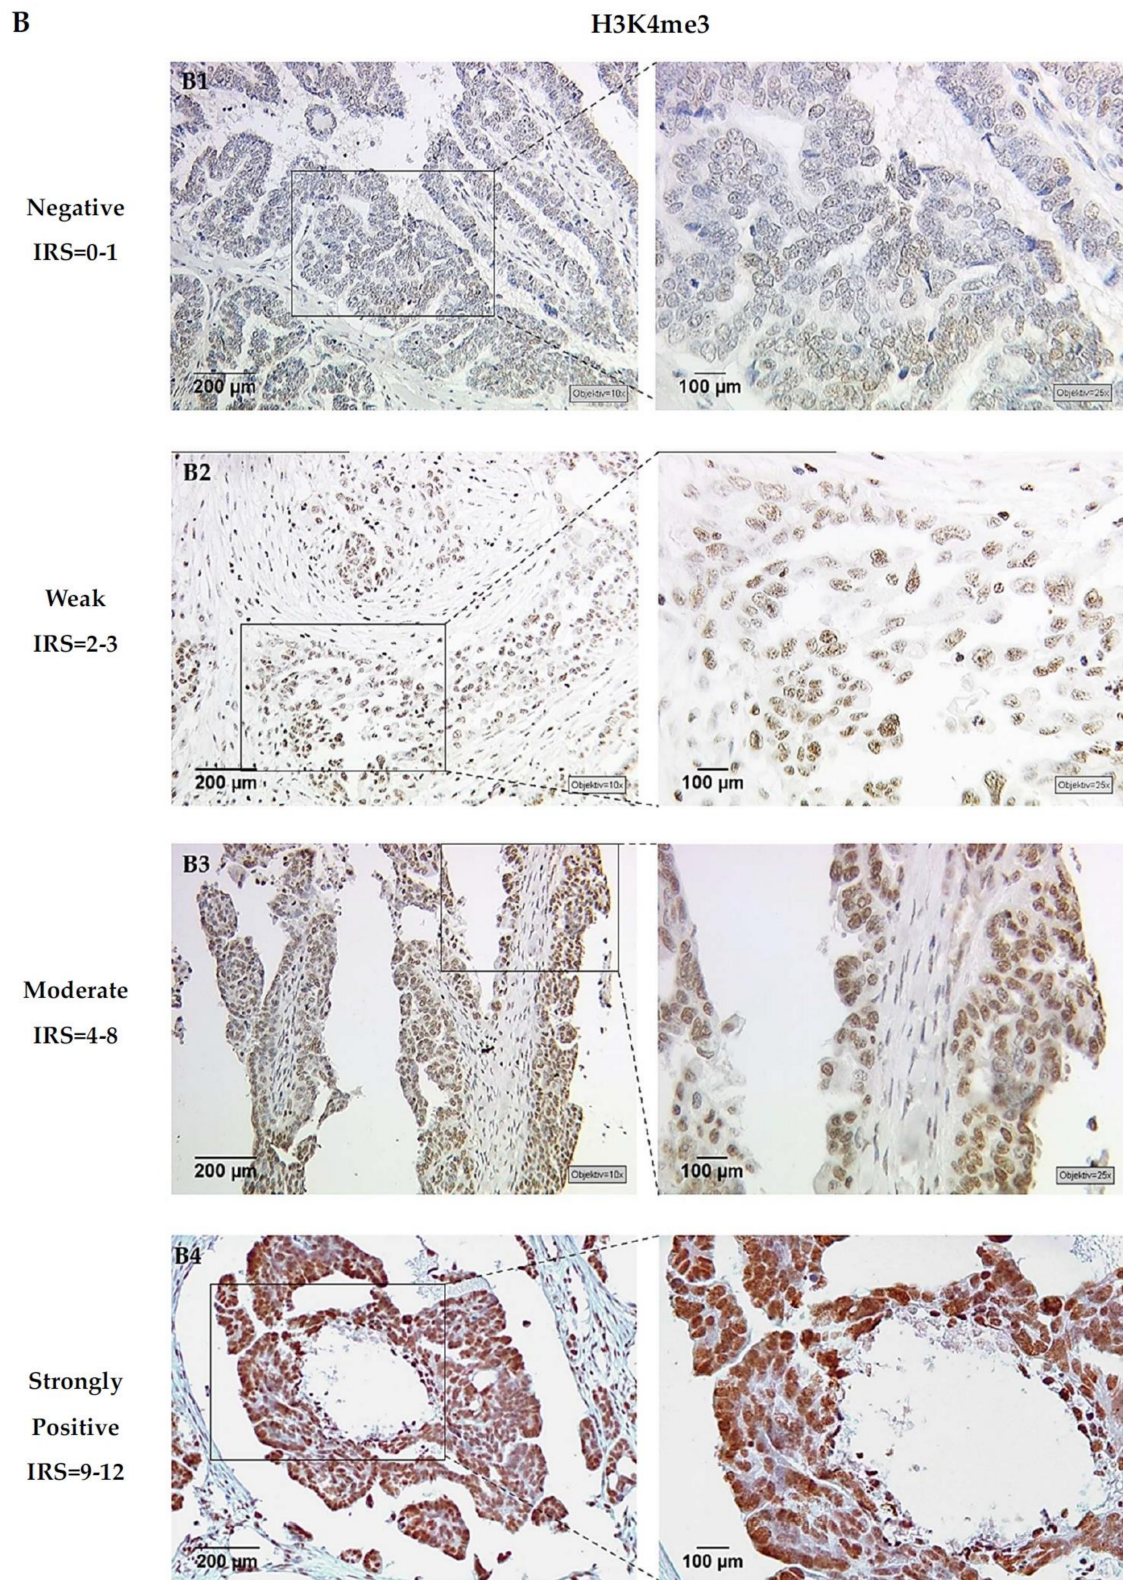 B
H3K4me3
B1
Negative
IRS=0-1
200 µm
Objektiv=10x
100 µm
Objektiv=25x
B2
Weak
IRS=2-3
200 µm
Objektiv=10x
100 µm
Objektiv=25x
B3
Moderate
IRS=4-8
200 µm
Objektiv=10x
100 µm
Objektiv=25x
B4
Strongly
Positive
IRS=9-12
200 µm
100 µm